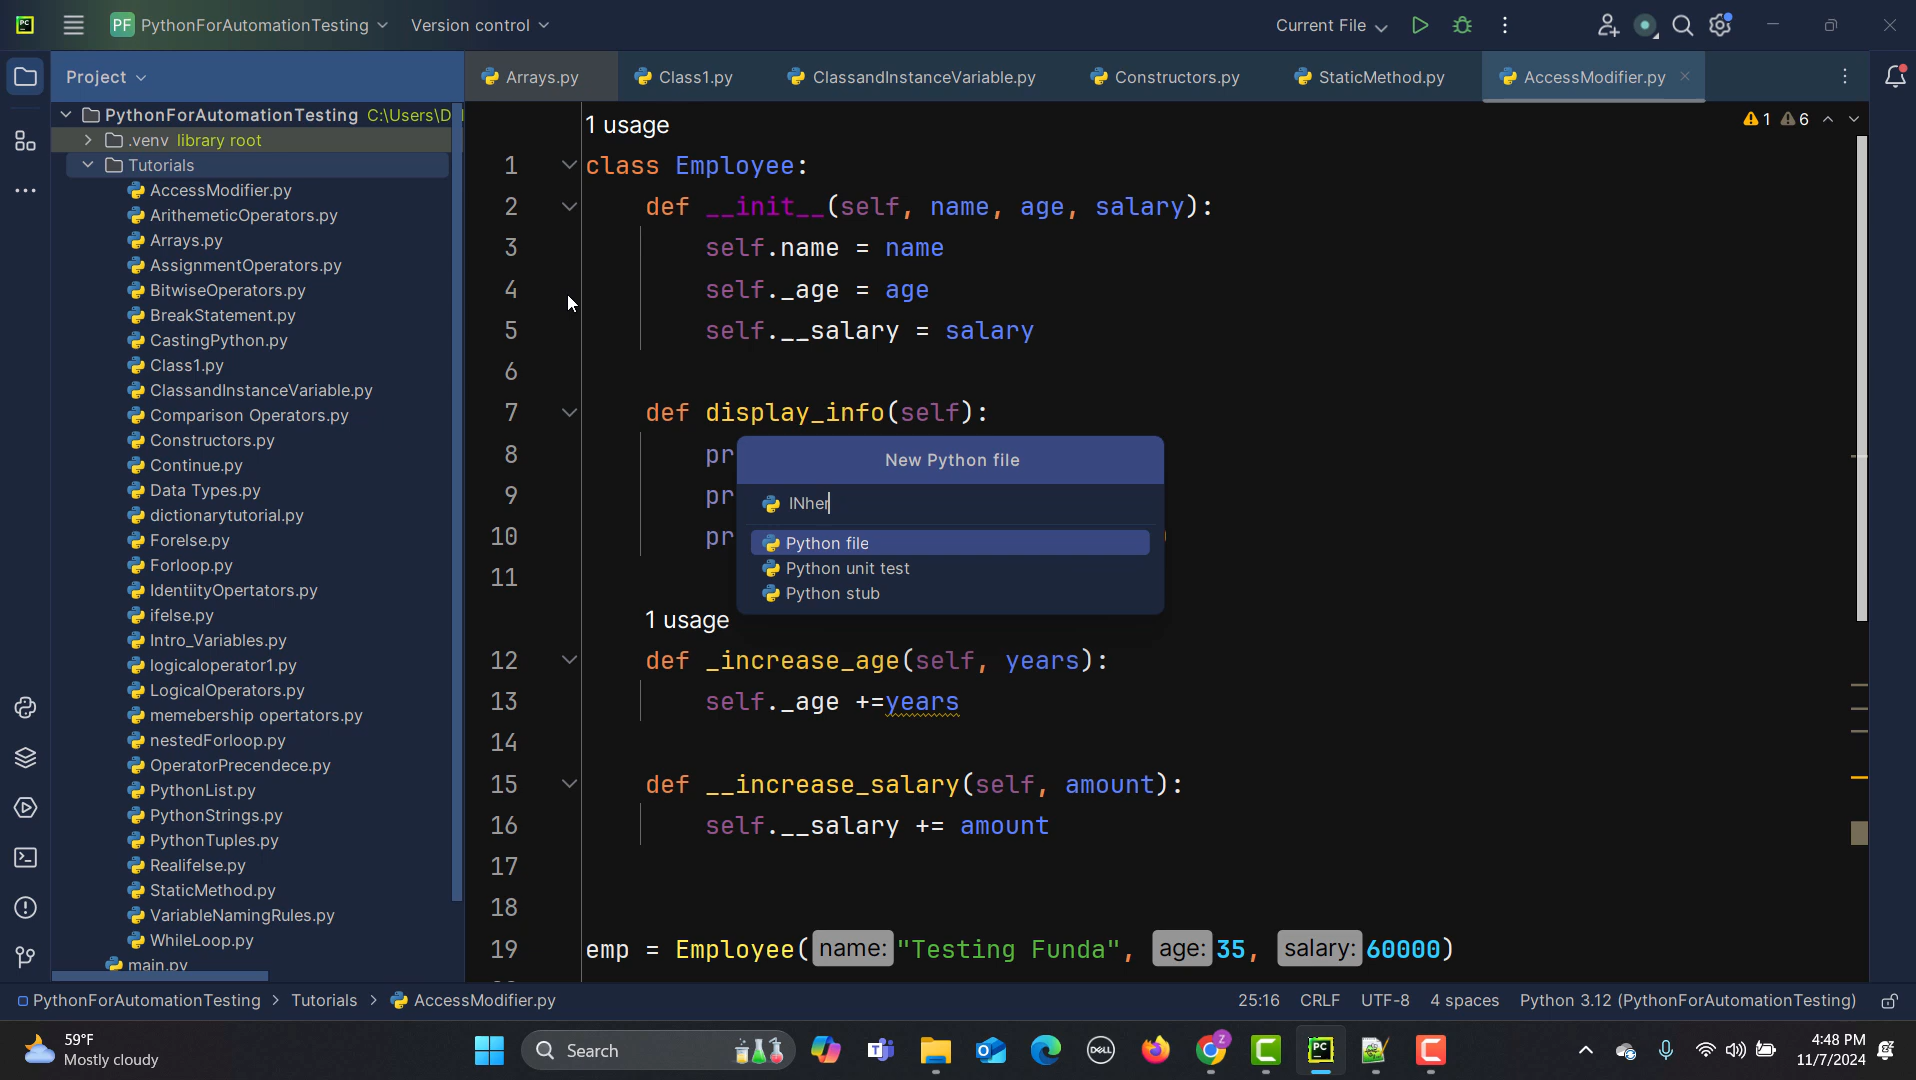 PC
PF PythonForAutomationTesting
Version control
Current File
Project
Arrays.py
Class1.py
ClassandInstanceVariable.py
Constructors.py
StaticMethod.py
AccessModifier.py
PythonForAutomationTesting C:\Users\D
.venv library root
Tutorials
AccessModifier.py
ArithemeticOperators.py
Arrays.py
AssignmentOperators.py
BitwiseOperators.py
BreakStatement.py
CastingPython.py
Class1.py
ClassandInstanceVariable.py
Comparison Operators.py
Constructors.py
Continue.py
Data Types.py
dictionarytutorial.py
Forelse.py
Forloop.py
IdentiityOpertators.py
ifelse.py
Intro_Variables.py
logicaloperator1.py
LogicalOperators.py
memebership opertators.py
nestedForloop.py
OperatorPrecendece.py
PythonList.py
PythonStrings.py
PythonTuples.py
Realifelse.py
StaticMethod.py
VariableNamingRules.py
WhileLoop.py
main.py
1 usage
1 class Employee:
2 def __init__(self, name, age, salary):
3 self.name = name
4 self._age = age
5 self.__salary = salary
6
7 def display_info(self):
8 pr
9 pr
10 pr
11
1 usage
12 def _increase_age(self, years):
13 self._age +=years
14
15 def __increase_salary(self, amount):
16 self.__salary += amount
17
18
19 emp = Employee( name: "Testing Funda", age: 35, salary: 60000)
1 6
New Python file
INher
Python file
Python unit test
Python stub
PythonForAutomationTesting > Tutorials > AccessModifier.py
25:16 CRLF UTF-8 4 spaces Python 3.12 (PythonForAutomationTesting)
59°F
Mostly cloudy
Search
DELL
Z
PC
4:48 PM
11/7/2024